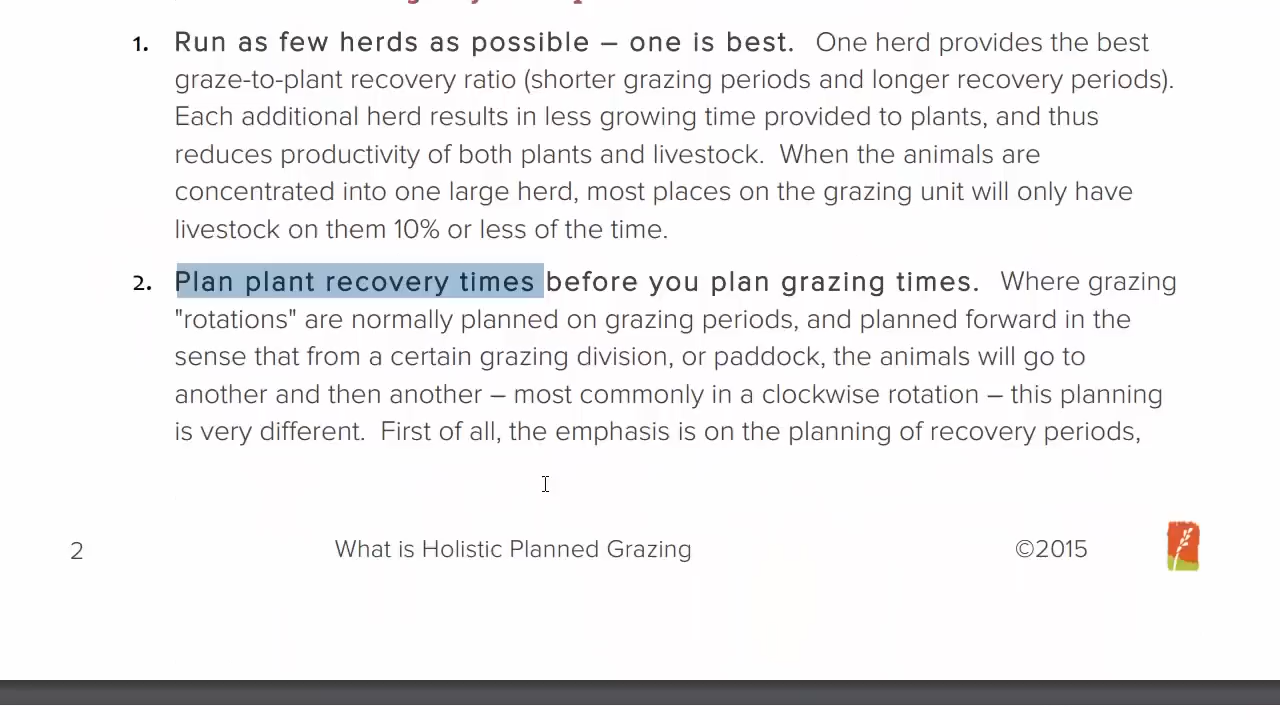 1. Run as few herds as possible – one is best. One herd provides the best
graze-to-plant recovery ratio (shorter grazing periods and longer recovery periods).
Each additional herd results in less growing time provided to plants, and thus
reduces productivity of both plants and livestock. When the animals are
concentrated into one large herd, most places on the grazing unit will only have
livestock on them 10% or less of the time.
2. Plan plant recovery times before you plan grazing times. Where grazing
"rotations" are normally planned on grazing periods, and planned forward in the
sense that from a certain grazing division, or paddock, the animals will go to
another and then another – most commonly in a clockwise rotation – this planning
is very different. First of all, the emphasis is on the planning of recovery periods,
2 What is Holistic Planned Grazing ©2015